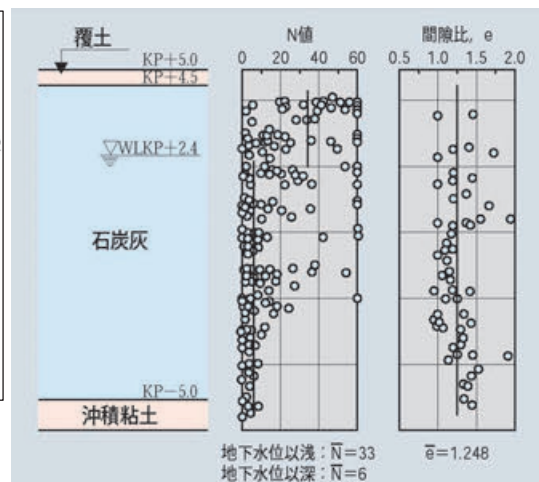 覆土
KP+5.0
KP+4.5
▽WLKP+2.4
石炭灰
KP−5.0
沖積粘土
N値
0 20 40 60
間隙比, e
0.5 1.0 1.5 2.0
地下水位以浅：N̅=33
地下水位以深：N̅=6
e̅=1.248